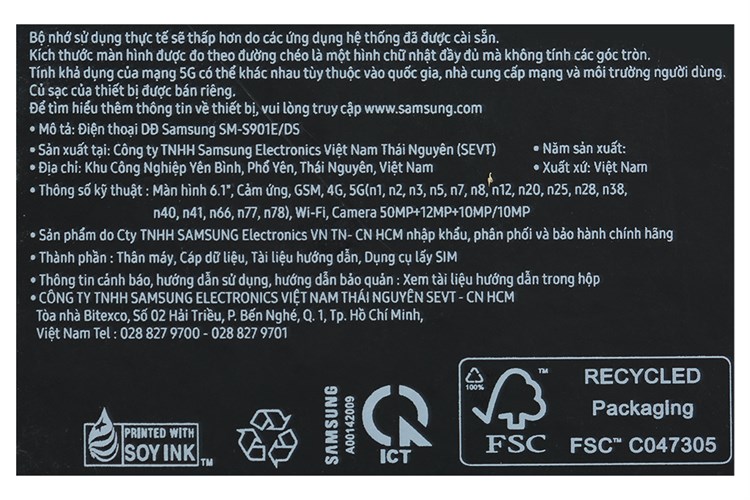 Bộ nhớ sử dụng thực tế sẽ thấp hơn do các ứng dụng hệ thống đã được cài sẵn.
Kích thước màn hình được đo theo đường chéo là một hình chữ nhật đầy đủ mà không tính các góc tròn.
Tính khả dụng của mạng 5G có thể khác nhau tùy thuộc vào quốc gia, nhà cung cấp mạng và môi trường người dùng.
Củ sạc của thiết bị được bán riêng.
Để tìm hiểu thêm thông tin về thiết bị, vui lòng truy cập www.samsung.com
• Mô tả: Điện thoại DĐ Samsung SM-S901E/DS
• Sản xuất tại: Công ty TNHH Samsung Electronics Việt Nam Thái Nguyên (SEVT) • Năm sản xuất:
• Địa chỉ: Khu Công Nghiệp Yên Bình, Phổ Yên, Thái Nguyên, Việt Nam • Xuất xứ: Việt Nam
• Thông số kỹ thuật : Màn hình 6.1", Cảm ứng, GSM, 4G, 5G(n1, n2, n3, n5, n7, n8, n12, n20, n25, n28, n38,
n40, n41, n66, n77, n78), Wi-Fi, Camera 50MP+12MP+10MP/10MP
• Sản phẩm do Cty TNHH SAMSUNG Electronics VN TN- CN HCM nhập khẩu, phân phối và bảo hành chính hãng
• Thành phần : Thân máy, Cáp dữ liệu, Tài liệu hướng dẫn, Dụng cụ lấy SIM
• Thông tin cảnh báo, hướng dẫn sử dụng, hướng dẫn bảo quản : Xem tài liệu hướng dẫn trong hộp
• CÔNG TY TNHH SAMSUNG ELECTRONICS VIỆT NAM THÁI NGUYÊN SEVT - CN HCM
Tòa nhà Bitexco, Số 02 Hải Triều, P. Bến Nghé, Q. 1, Tp. Hồ Chí Minh,
Việt Nam Tel : 028 827 9700 - 028 827 9701
PRINTED WITH
SOY INK ™
SAMSUNG
A00142009
ICT
100%
™
FSC
RECYCLED
Packaging
FSC™ C047305